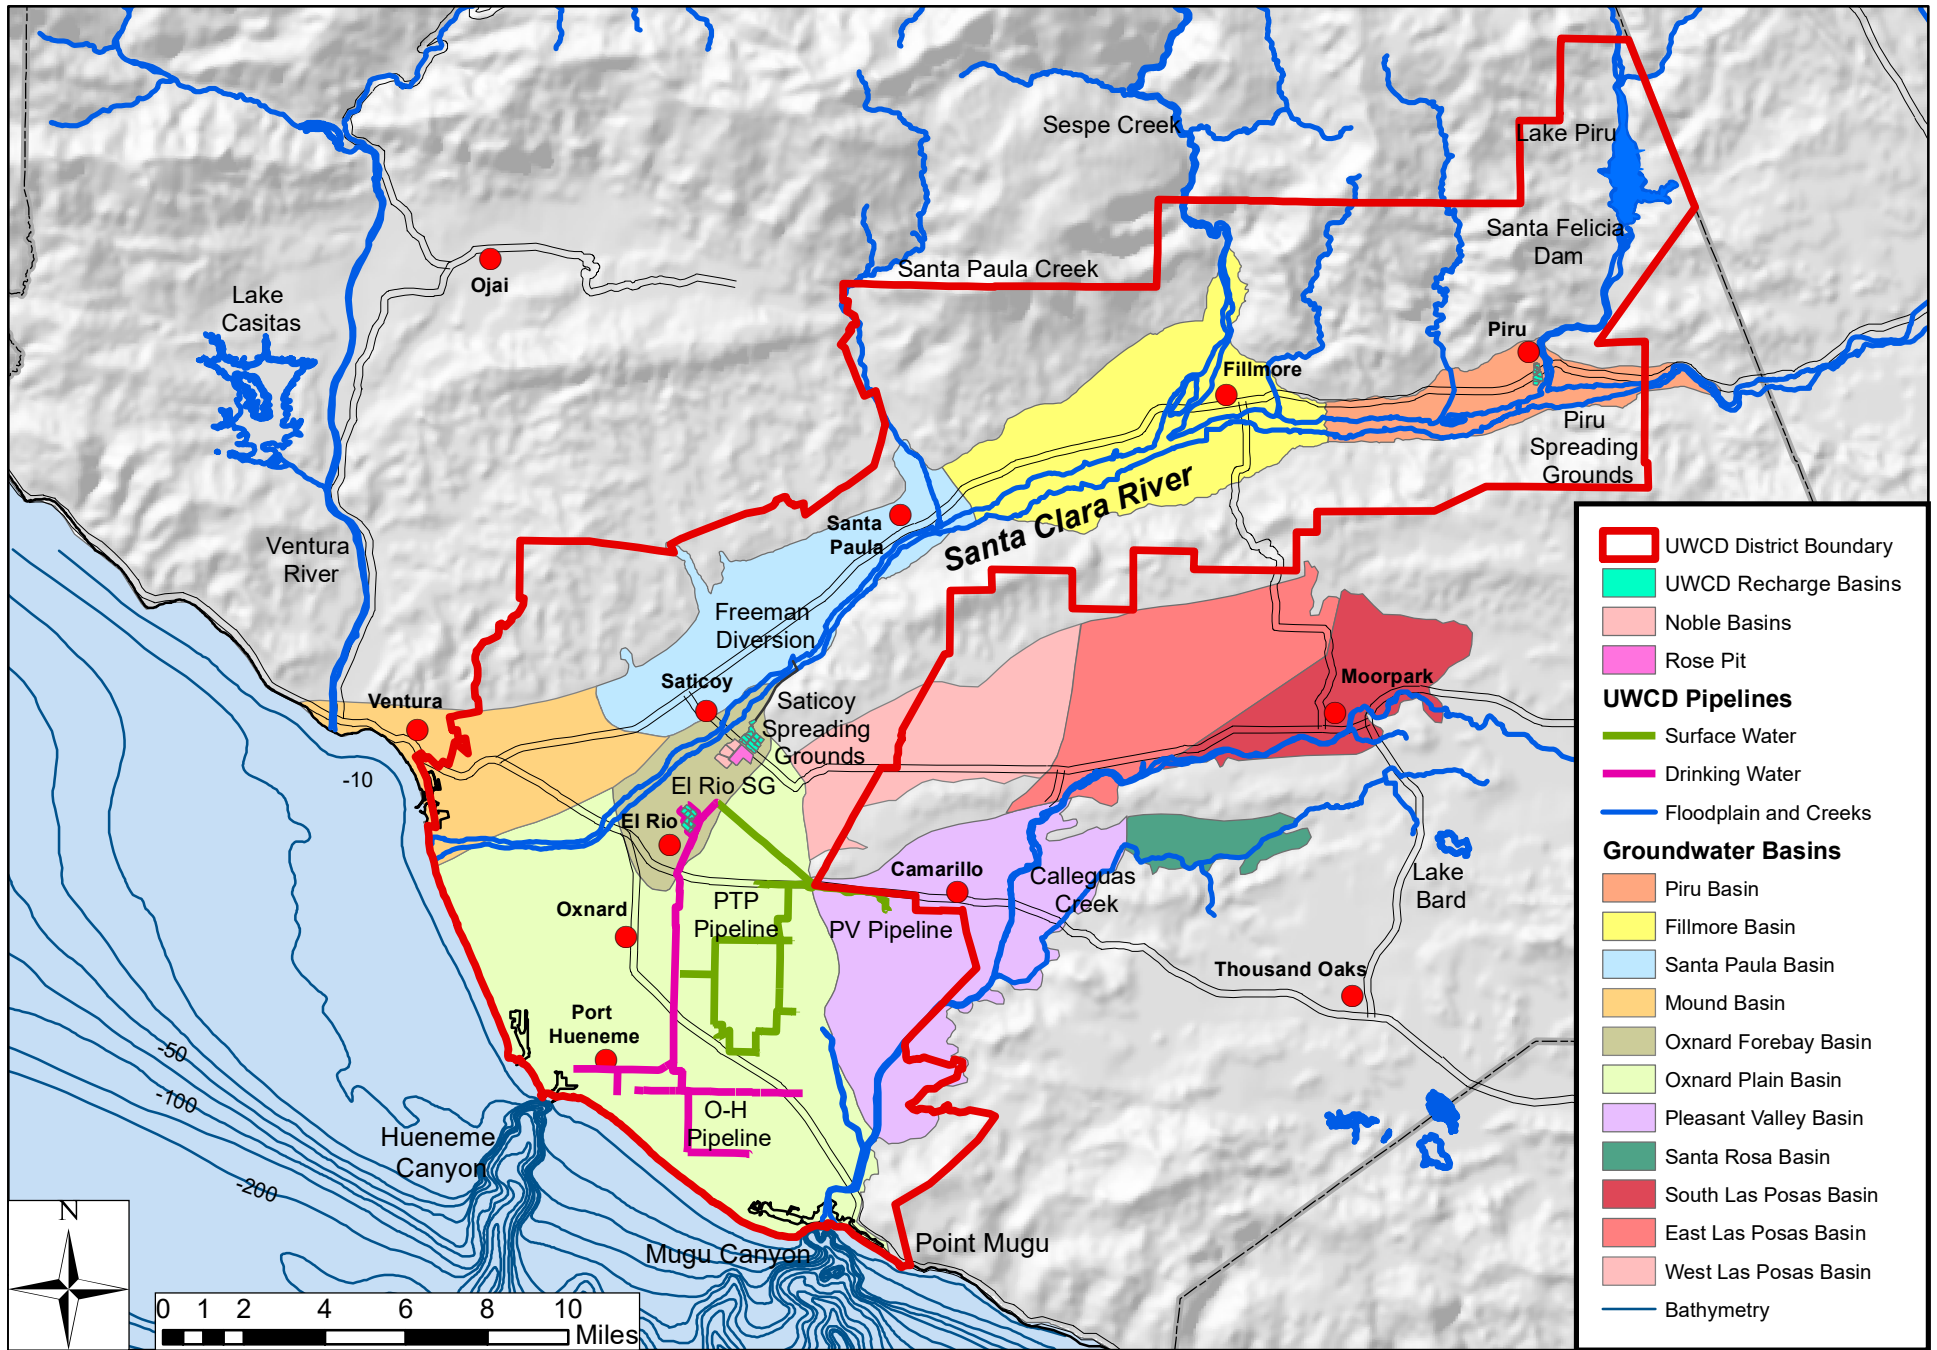 Sespe Creek
Lake Piru
Santa Felicia
Dam
Santa Paula Creek
Ojai
Lake
Casitas
Piru
Fillmore
Piru
Spreading
Grounds
Santa Clara River
Santa
Paula
Ventura
River
Freeman
Diversion
Saticoy
Ventura
Saticoy
Spreading
Grounds
Moorpark
-10
El Rio SG
El Rio
Camarillo
Calleguas
Creek
Lake
Bard
Oxnard
PTP
Pipeline
PV Pipeline
Thousand Oaks
Port
Hueneme
-50
-100
-200
O-H
Pipeline
Hueneme
Canyon
Mugu Canyon
Point Mugu
N
0 1 2 4 6 8 10
Miles
UWCD District Boundary
UWCD Recharge Basins
Noble Basins
Rose Pit
UWCD Pipelines
Surface Water
Drinking Water
Floodplain and Creeks
Groundwater Basins
Piru Basin
Fillmore Basin
Santa Paula Basin
Mound Basin
Oxnard Forebay Basin
Oxnard Plain Basin
Pleasant Valley Basin
Santa Rosa Basin
South Las Posas Basin
East Las Posas Basin
West Las Posas Basin
Bathymetry